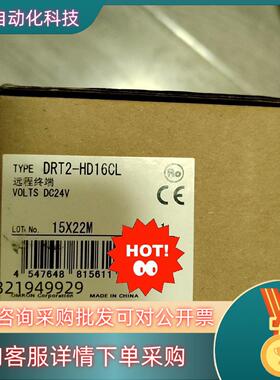 自动化科技
TYPE DRT2-HD16CL
远程终端
VOLTS DC24V
LOT. No. 15X22M
HOT!
4 547648 81561
321949929
OMRON Corporation MADE IN CHINA
咨询采购批发可对公开票
客服详情下单采购